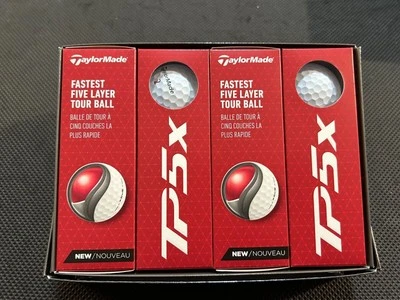 TaylorMade
FASTEST
FIVE LAYER
TOUR BALL
BALLE DE TOUR À
CINQ COUCHES LA
PLUS RAPIDE
NEW/NOUVEAU
TP5x
TaylorMade
FASTEST
FIVE LAYER
TOUR BALL
BALLE DE TOUR À
CINQ COUCHES LA
PLUS RAPIDE
NEW/NOUVEAU
TP5x